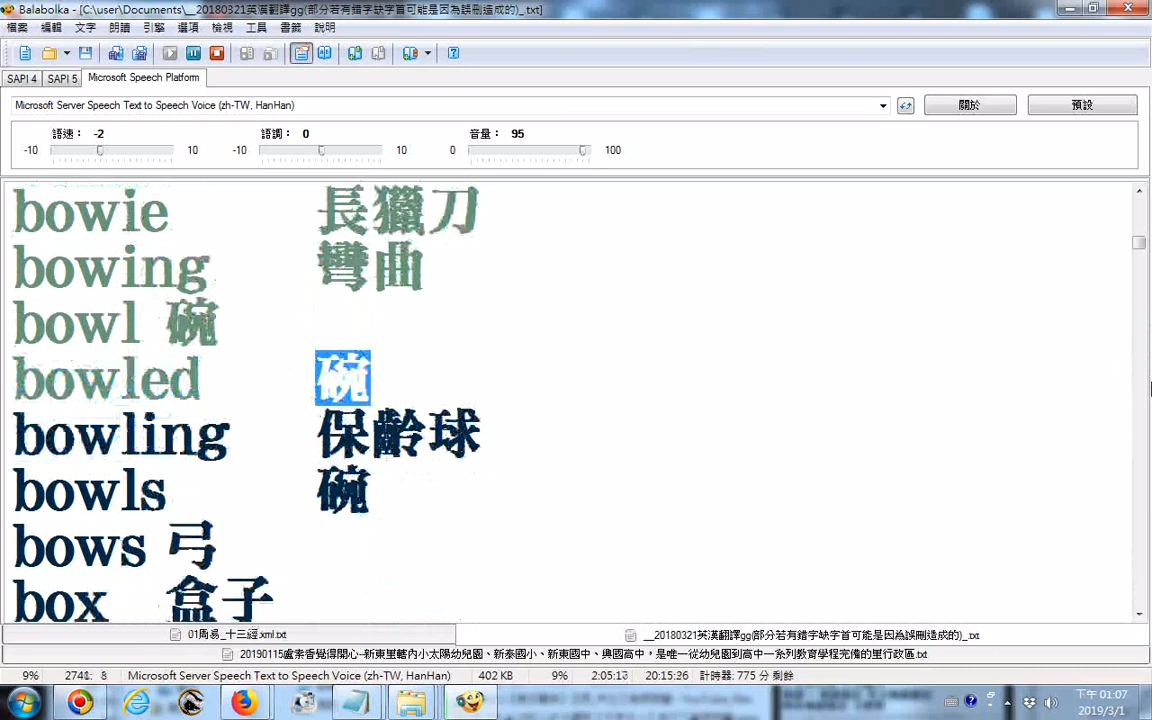 Balabolka - [C:\user\Documents\__20180321英漢翻譯gg(部分若有錯字缺字首可能是因為誤刪造成的)_.txt]
檔案 編輯 文字 朗讀 引擎 選項 檢視 工具 書籤 說明
SAPI 4 SAPI 5 Microsoft Speech Platform
Microsoft Server Speech Text to Speech Voice (zh-TW, HanHan) 關於 預設
語速： -2 語調： 0 音量： 95
-10 10 -10 10 0 100
bowie 長獵刀
bowing 彎曲
bowl 碗
bowled 碗
bowling 保齡球
bowls 碗
bows 弓
box 盒子
01周易_十三經.xml.txt __20180321英漢翻譯gg(部分若有錯字缺字首可能是因為誤刪造成的)_.txt
20190115盧素香覺得開心-新東里轄內小太陽幼兒園、新泰國小、新東國中、興國高中，是唯一從幼兒園到高中一系列教育學程完備的里行政區.txt
9% 2741: 8 Microsoft Server Speech Text to Speech Voice (zh-TW, HanHan) 402 KB 9% 2:05:13 20:15:26 計時器: 775 分 剩餘
下午 01:07
2019/3/1